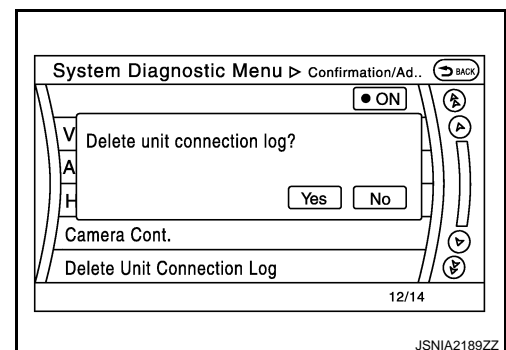 System Diagnostic Menu ▷ Confirmation/Ad..
BACK
● ON
V
Delete unit connection log?
A
H
Yes
No
Camera Cont.
Delete Unit Connection Log
12/14
JSNIA2189ZZ